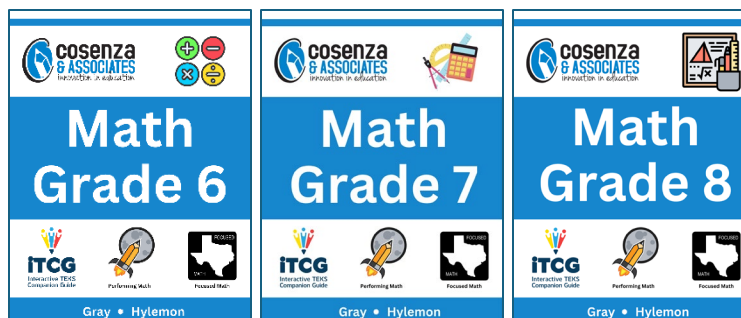 cosenza
& ASSOCIATES
innovation in education
Math
Grade 6
iTCG
Interactive TEKS
Companion Guide
Performing Math
FOCUSED
MATH
Focused Math
Gray • Hylemon
cosenza
& ASSOCIATES
innovation in education
Math
Grade 7
iTCG
Interactive TEKS
Companion Guide
Performing Math
FOCUSED
MATH
Focused Math
Gray • Hylemon
cosenza
& ASSOCIATES
innovation in education
Math
Grade 8
iTCG
Interactive TEKS
Companion Guide
Performing Math
FOCUSED
MATH
Focused Math
Gray • Hylemon